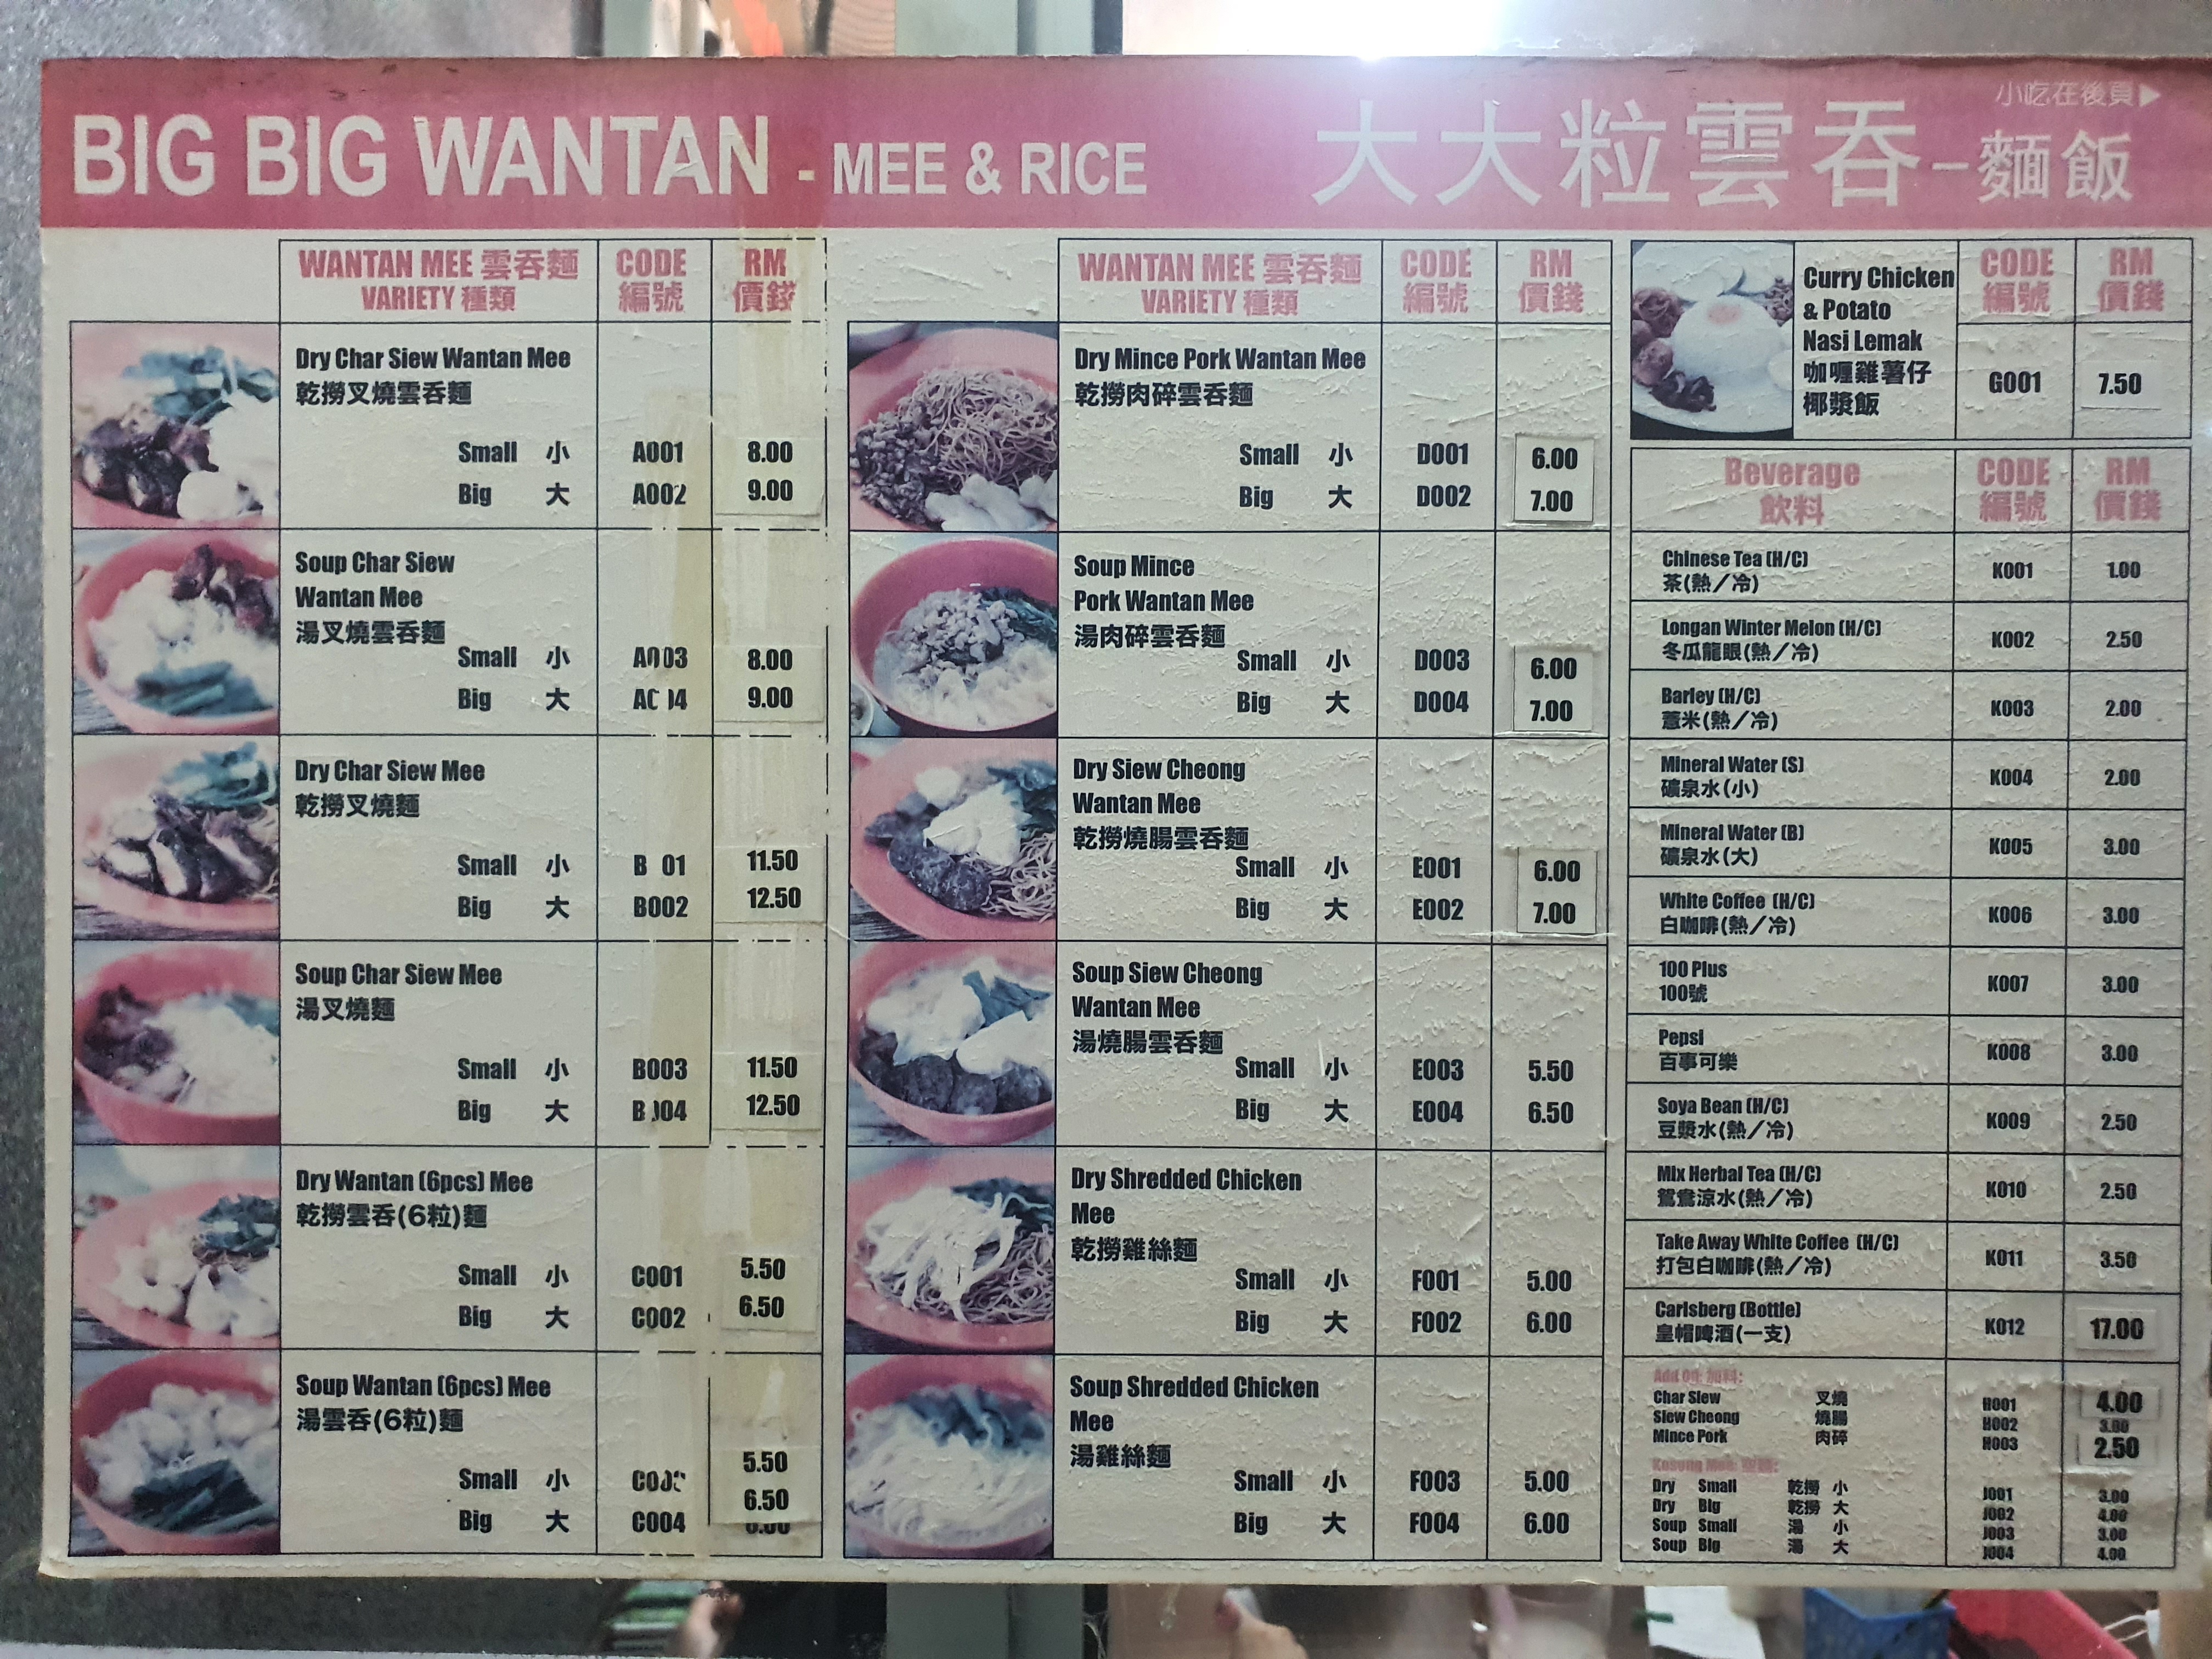 小吃在後頁▶
BIG BIG WANTAN - MEE & RICE 大大粒雲吞-麵飯
WANTAN MEE 雲吞麵 CODE RM
VARIETY 種類 編號 價錢
Dry Char Siew Wantan Mee
乾撈叉燒雲吞麵
Small 小 A001 8.00
Big 大 A002 9.00
Soup Char Siew
Wantan Mee
湯叉燒雲吞麵
Small 小 A003 8.00
Big 大 9.00
Dry Char Siew Mee
乾撈叉燒麵
Small 小 B 01 11.50
Big 大 B002 12.50
Soup Char Siew Mee
湯叉燒麵
Small 小 B003 11.50
Big 大 B004 12.50
Dry Wantan (6pcs) Mee
乾撈雲吞(6粒)麵
Small 小 C001 5.50
Big 大 C002 6.50
Soup Wantan (6pcs) Mee
湯雲吞(6粒)麵
Small 小 5.50
Big 大 C004 6.50
WANTAN MEE 雲吞麵 CODE RM
VARIETY 種類 編號 價錢
Dry Mince Pork Wantan Mee
乾撈肉碎雲吞麵
Small 小 D001 6.00
Big 大 D002 7.00
Soup Mince
Pork Wantan Mee
湯肉碎雲吞麵
Small 小 D003 6.00
Big 大 D004 7.00
Dry Siew Cheong
Wantan Mee
乾撈燒腸雲吞麵
Small 小 E001 6.00
Big 大 E002 7.00
Soup Siew Cheong
Wantan Mee
湯燒腸雲吞麵
Small 小 E003 5.50
Big 大 E004 6.50
Dry Shredded Chicken
Mee
乾撈雞絲麵
Small 小 F001 5.00
Big 大 F002 6.00
Soup Shredded Chicken
Mee
湯雞絲麵
Small 小 F003 5.00
Big 大 F004 6.00
CODE RM
編號 價錢
Curry Chicken
& Potato
Nasi Lemak
咖喱雞薯仔
椰漿飯
G001 7.50
Beverage CODE RM
飲料 編號 價錢
Chinese Tea (H/C)
茶(熱／冷) K001 1.00
Longan Winter Melon (H/C)
冬瓜龍眼(熱／冷) K002 2.50
Barley (H/C)
薏米(熱／冷) K003 2.00
Mineral Water (S)
礦泉水(小) K004 2.00
Mineral Water (B)
礦泉水(大) K005 3.00
White Coffee (H/C)
白咖啡(熱／冷) K006 3.00
100 Plus
100號 K007 3.00
Pepsi
百事可樂 K008 3.00
Soya Bean (H/C)
豆漿水(熱／冷) K009 2.50
Mix Herbal Tea (H/C)
鴛鴦涼水(熱／冷) K010 2.50
Take Away White Coffee (H/C)
打包白咖啡(熱／冷) K011 3.50
Carlsberg (Bottle)
皇帽啤酒(一支) K012 17.00
Add On 加料:
Char Siew 叉燒 H001 4.00
Siew Cheong 燒腸 H002 3.00
Mince Pork 肉碎 H003 2.50
Kosong Mee
Dry Small 乾撈 小 J001 3.00
Dry Big 乾撈 大 J002 4.00
Soup Small 湯 小 J003 3.00
Soup Big 湯 大 J004 4.00